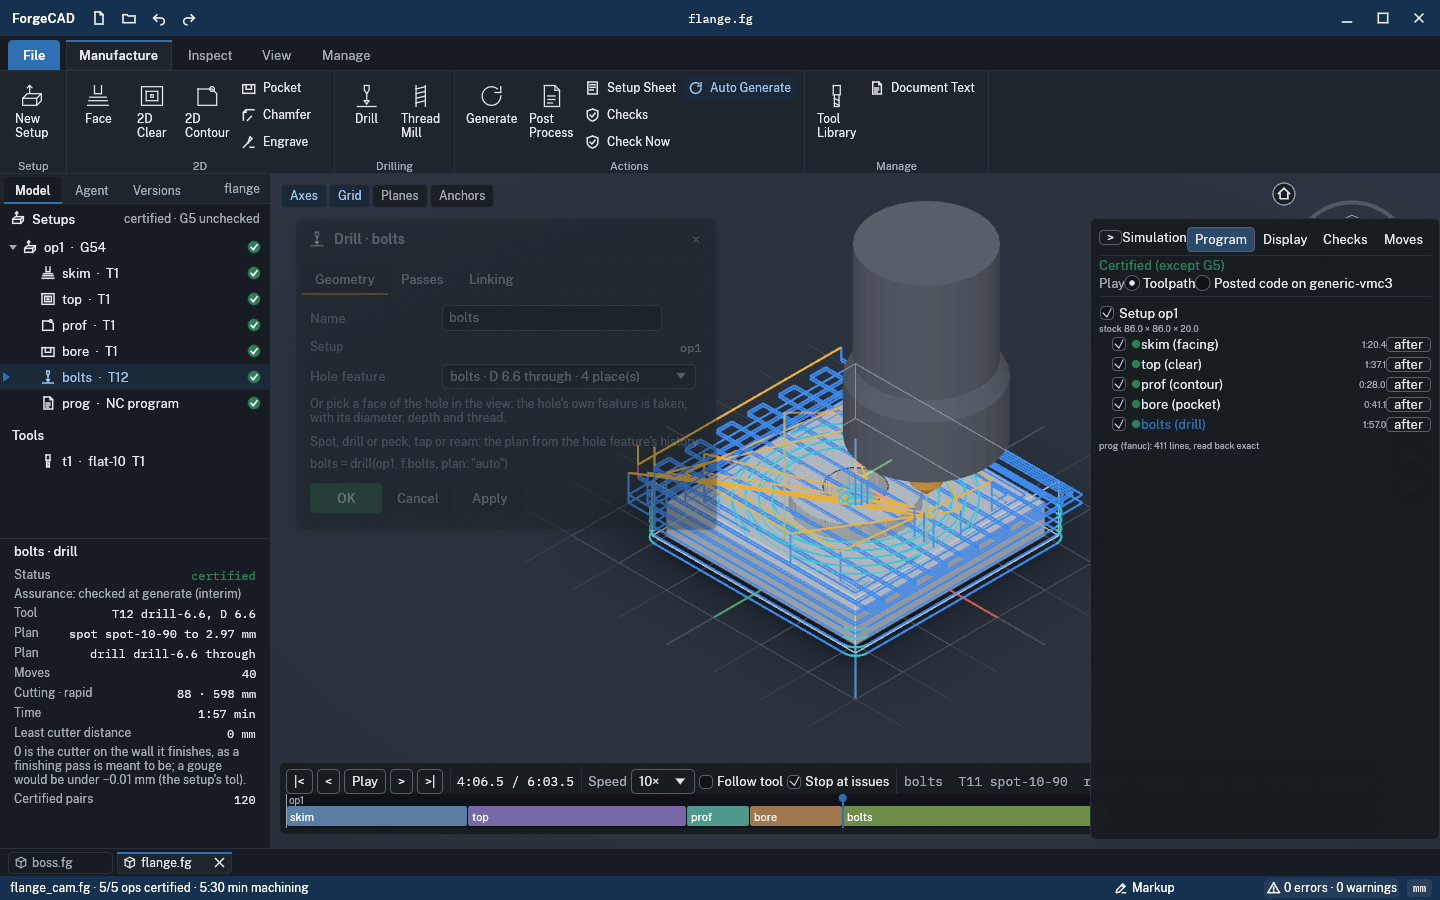 ForgeCAD
flange.fg
File Manufacture Inspect View Manage
New Setup
Face
2D Clear
2D Contour
Pocket
Chamfer
Engrave
Drill
Thread Mill
Generate
Post Process
Setup Sheet
Checks
Check Now
Auto Generate
Tool Library
Document Text
Setup 2D Drilling Actions Manage
Model Agent Versions flange
Setups certified · G5 unchecked
op1 · G54
skim · T1
top · T1
prof · T1
bore · T1
bolts · T12
prog · NC program
Tools
t1 · flat-10 T1
bolts · drill
Status certified
Assurance: checked at generate (interim)
Tool T12 drill-6.6, D 6.6
Plan spot spot-10-90 to 2.97 mm
Plan drill drill-6.6 through
Moves 40
Cutting · rapid 88 · 598 mm
Time 1:57 min
Least cutter distance 0 mm
0 is the cutter on the wall it finishes, as a
finishing pass is meant to be; a gouge
would be under −0.01 mm (the setup's tol).
Certified pairs 120
Axes Grid Planes Anchors
Drill · bolts ×
Geometry Passes Linking
Name bolts
Setup op1
Hole feature bolts · D 6.6 through · 4 place(s)
Or pick a face of the hole in the view: the hole's own feature is taken,
with its diameter, depth and thread.
Spot, drill or peck, tap or ream: the plan from the hole feature's history
bolts = drill(op1, f.bolts, plan: "auto")
OK Cancel Apply
> Simulation Program Display Checks Moves
Certified (except G5)
Play Toolpath Posted code on generic-vmc3
Setup op1
stock 86.0 × 86.0 × 20.0
skim (facing) 1:20.4 after
top (clear) 1:37.1 after
prof (contour) 0:28.0 after
bore (pocket) 0:41.1 after
bolts (drill) 1:57.0 after
prog (fanuc): 411 lines, read back exact
|< < Play > >| 4:06.5 / 6:03.5 Speed 10× Follow tool Stop at issues bolts T11 spot-10-90
op1
skim top prof bore bolts
boss.fg flange.fg
flange_cam.fg · 5/5 ops certified · 5:30 min machining Markup 0 errors · 0 warnings mm